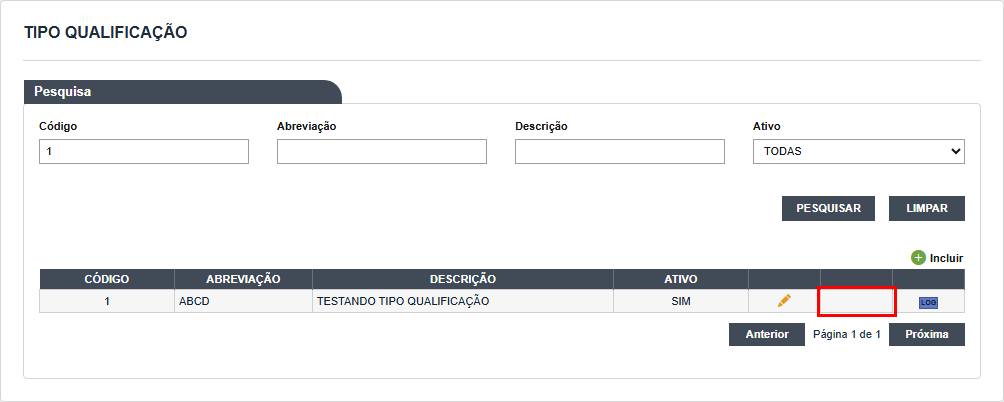 TIPO QUALIFICAÇÃO
Pesquisa
Código Abreviação Descrição Ativo
1 TODAS
PESQUISAR LIMPAR
Incluir
CÓDIGO ABREVIAÇÃO DESCRIÇÃO ATIVO
1 ABCD TESTANDO TIPO QUALIFICAÇÃO SIM LOG
Anterior Página 1 de 1 Próxima